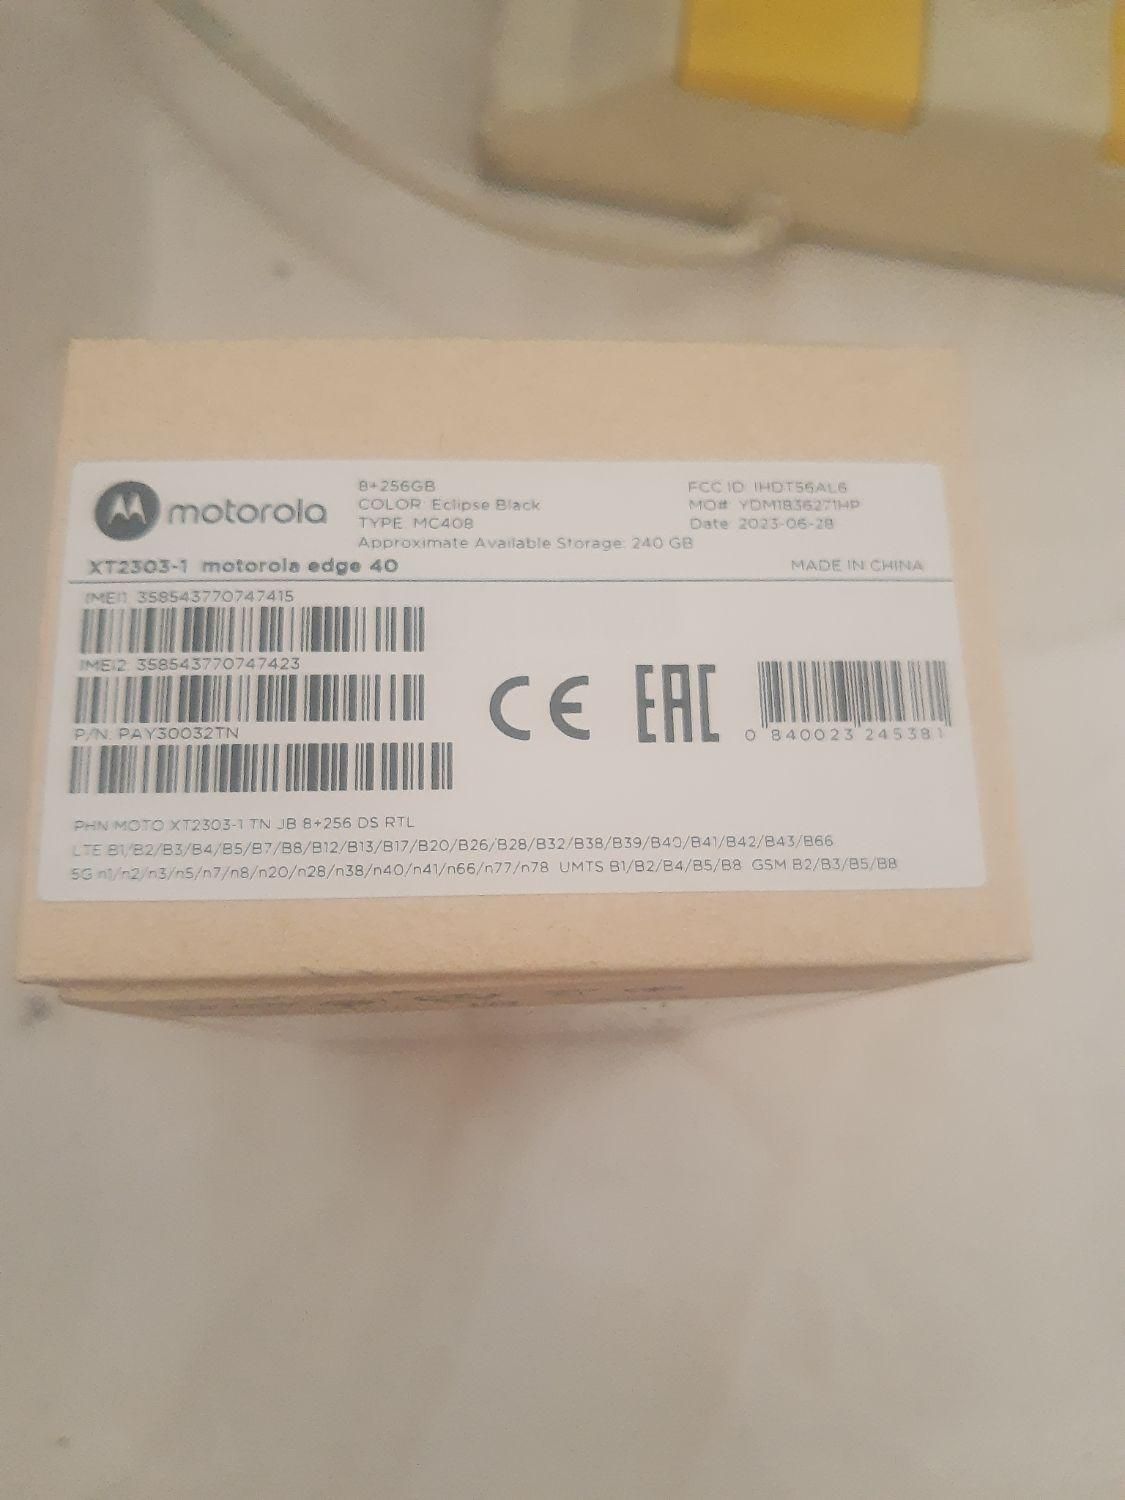 motorola
8+256GB
COLOR: Eclipse Black
TYPE: MC408
Approximate Available Storage: 240 GB
FCC ID: IHDT56AL6
MO#: YDM1836271HP
Date: 2023-06-28
XT2303-1 motorola edge 40
MADE IN CHINA
IMEI1: 358543770747415
IMEI2: 358543770747423
P/N: PAY30032TN
CE EAC
0 840023 245381
PHN MOTO XT2303-1 TN JB 8+256 DS RTL
LTE B1/B2/B3/B4/B5/B7/B8/B12/B13/B17/B20/B26/B28/B32/B38/B39/B40/B41/B42/B43/B66
5G n1/n2/n3/n5/n7/n8/n20/n28/n38/n40/n41/n66/n77/n78 UMTS B1/B2/B4/B5/B8 GSM B2/B3/B5/B8